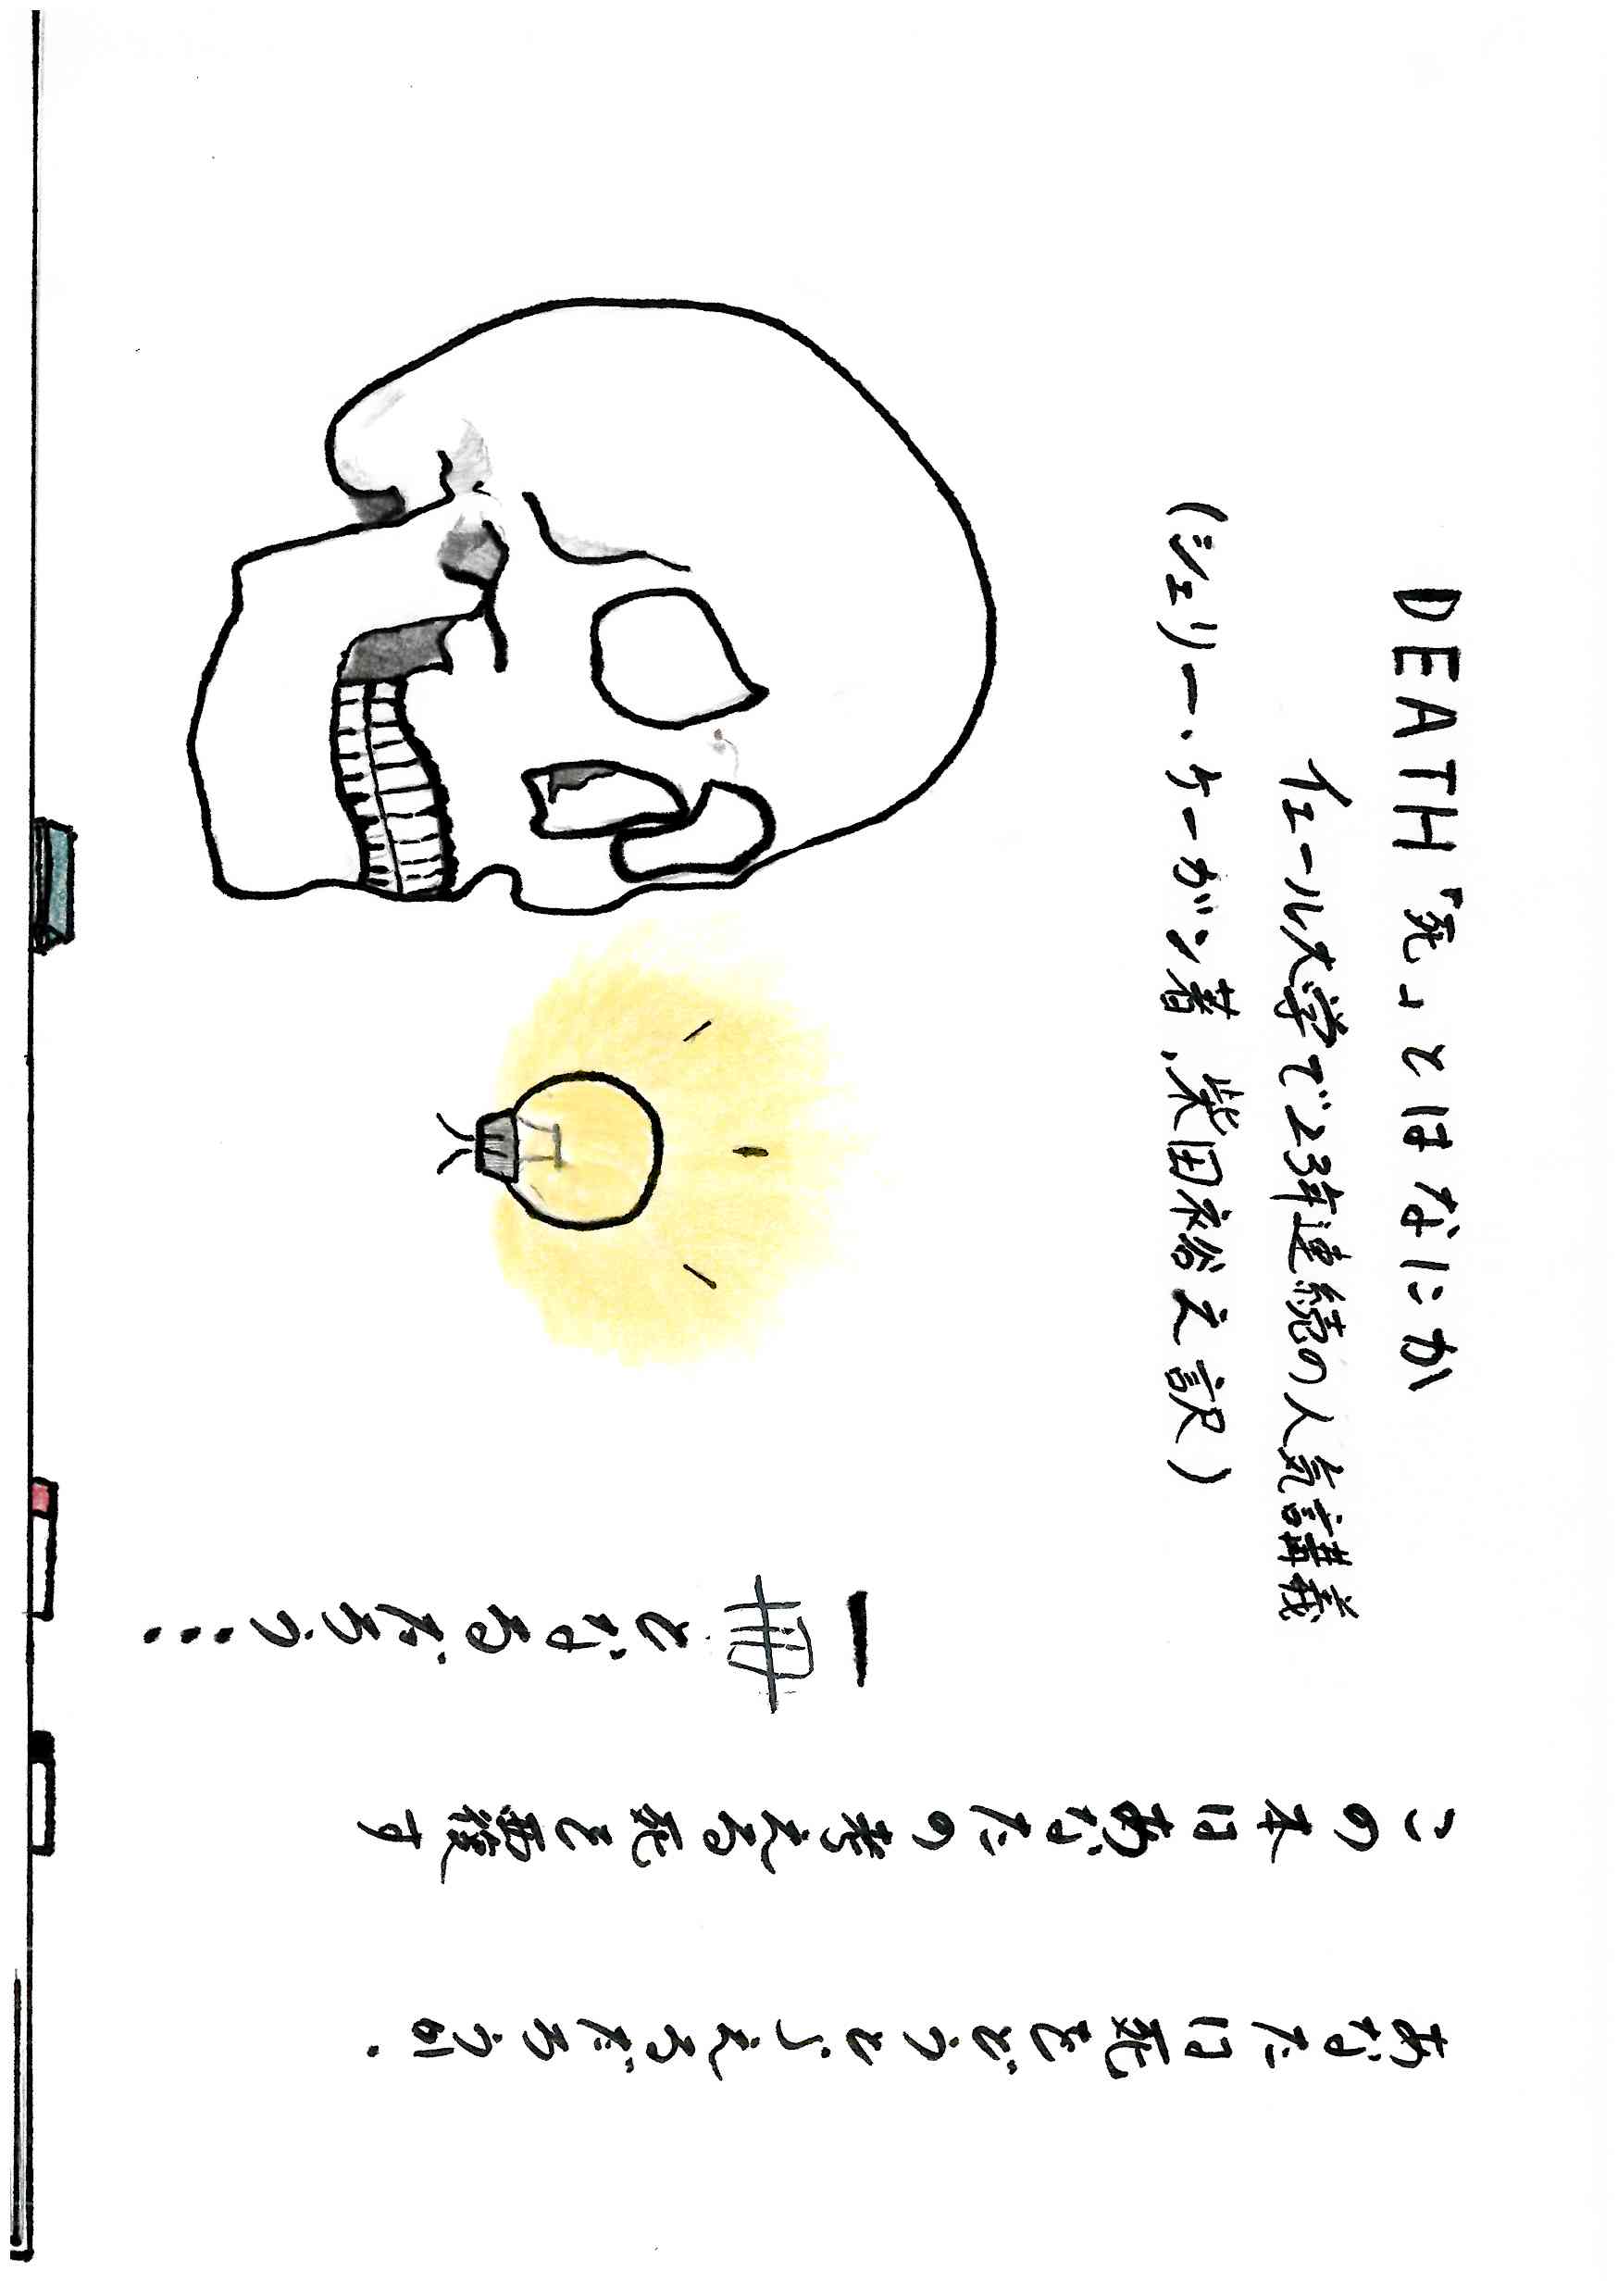 DEATH「死」とはなにか
イェール大学で23年連続の人気講義
(シェリー・ケーガン著,柴田裕之訳)
あなたは死をどうとらえるだろうか.
この本はあなたの考える死を覆す
一冊となるだろう…